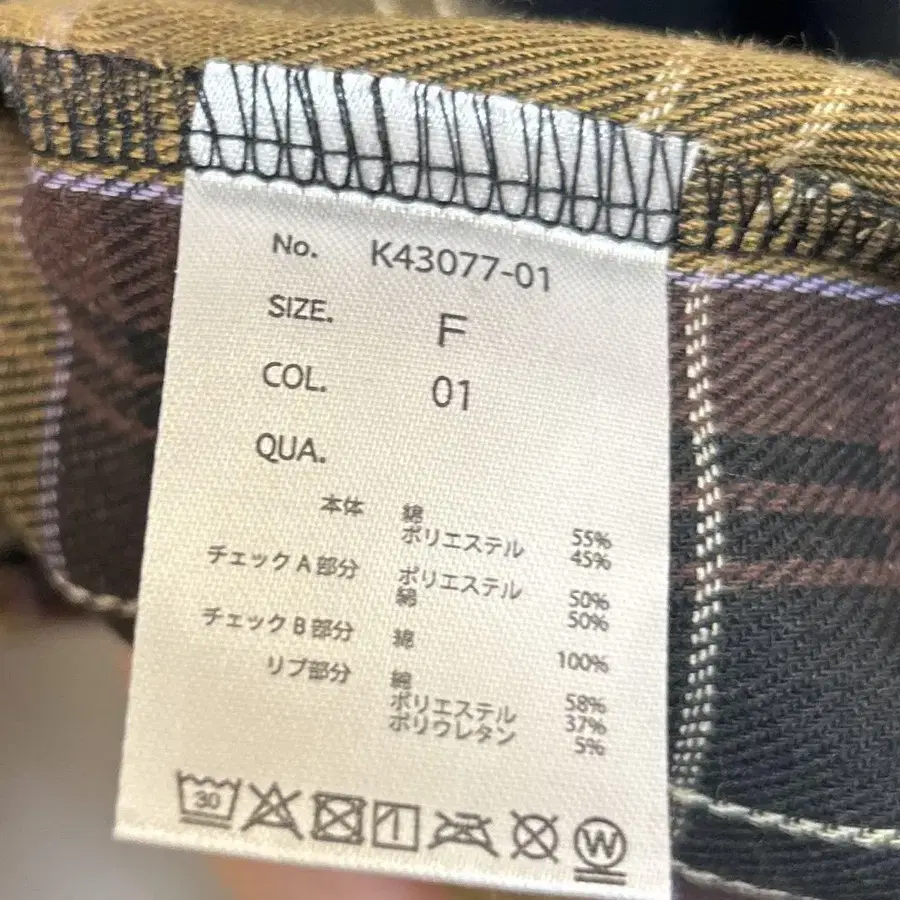 No. K43077-01
SIZE. F
COL. 01
QUA.
本体 綿 55%
ポリエステル 45%
チェックA部分 ポリエステル 50%
綿 50%
チェックB部分 綿 100%
リブ部分 綿 58%
ポリエステル 37%
ポリウレタン 5%
30 W